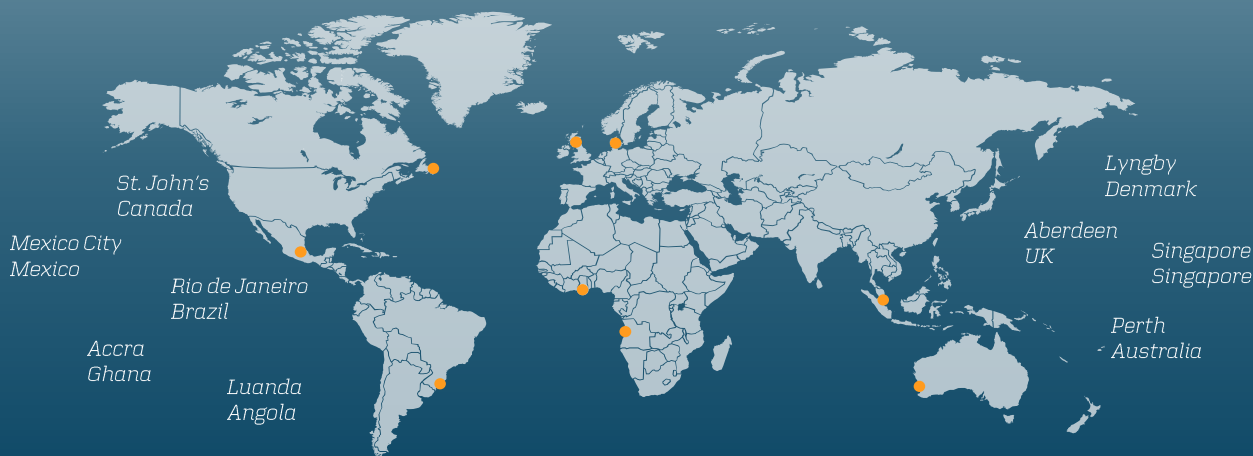 St. John's
Canada
Mexico City
Mexico
Rio de Janeiro
Brazil
Accra
Ghana
Luanda
Angola
Lyngby
Denmark
Aberdeen
UK
Singapore
Singapore
Perth
Australia